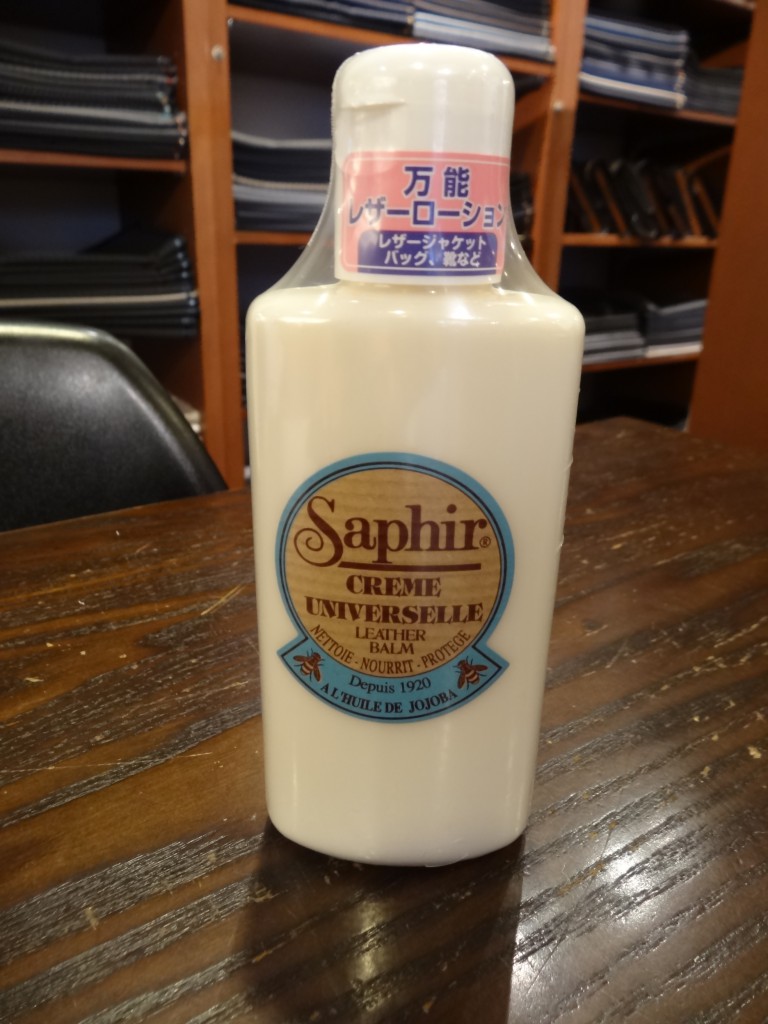 万能
レザーローション
レザージャケット
バッグ、靴など
Saphir®
CREME
UNIVERSELLE
LEATHER
BALM
NETTOIE - NOURRIT - PROTEGE
Depuis 1920
A L'HUILE DE JOJOBA